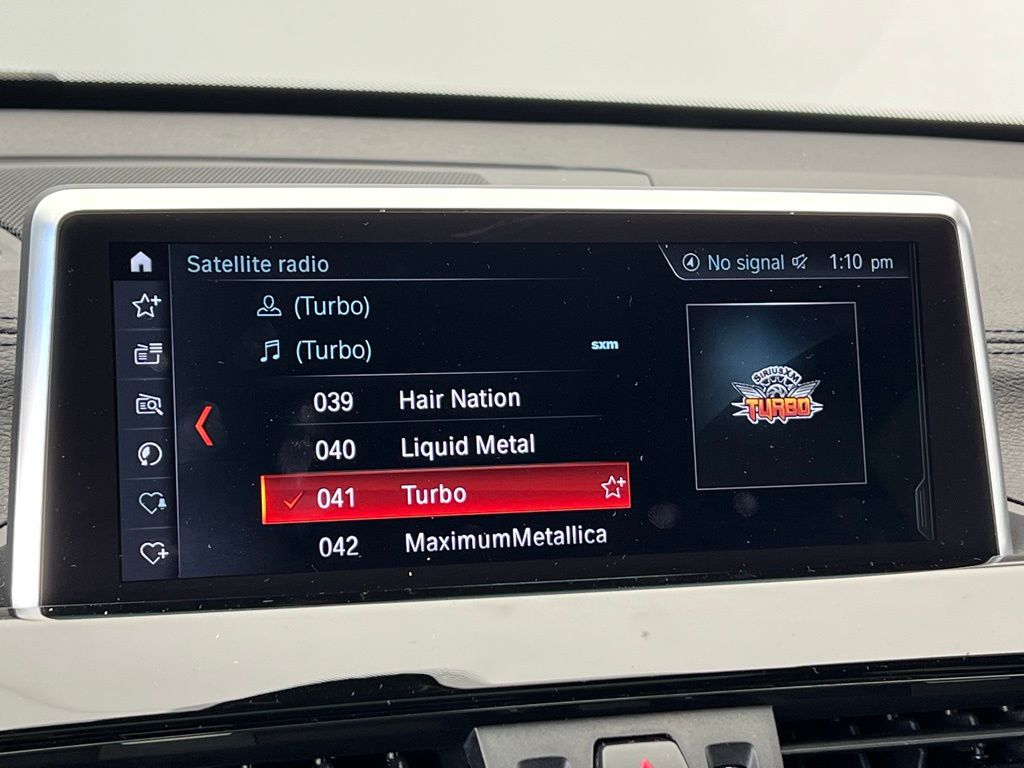 Satellite radio
No signal 1:10 pm
(Turbo)
(Turbo) sxm
SIRIUSXM
TURBO
039 Hair Nation
040 Liquid Metal
041 Turbo
042 MaximumMetallica